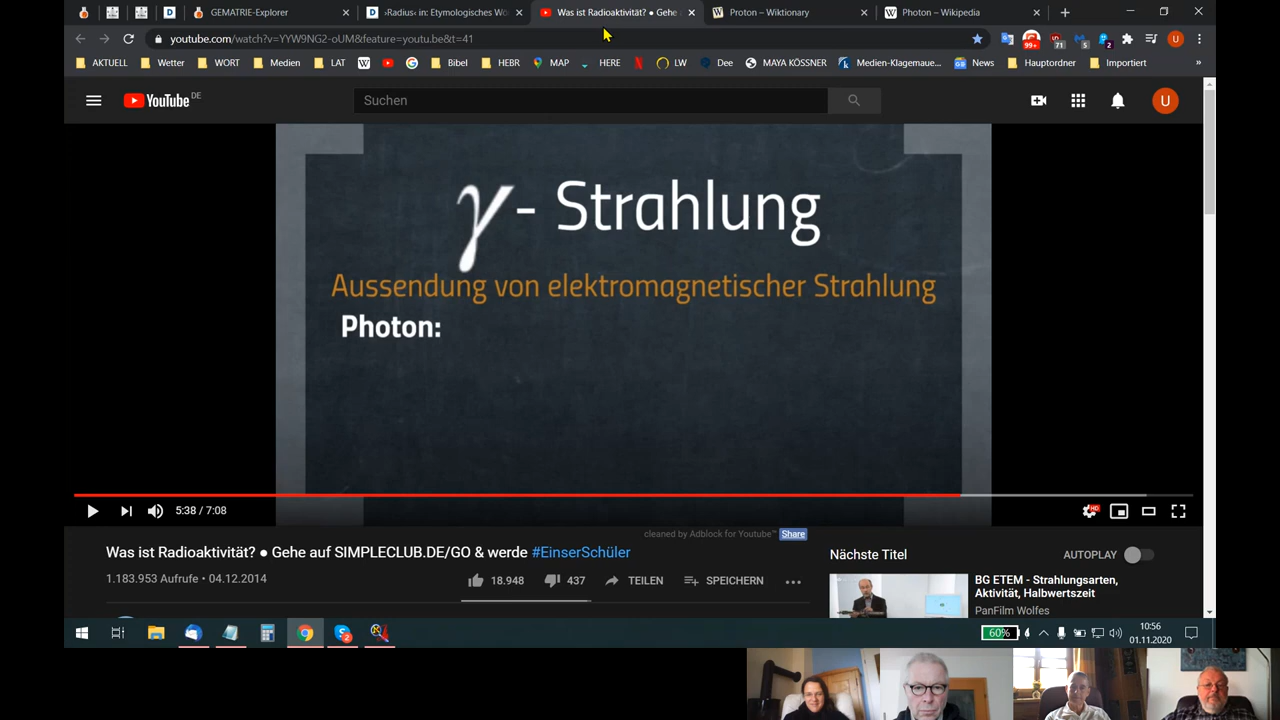 GEMATRIE-Explorer
›Radius‹ in: Etymologisches Wö
Was ist Radioaktivität? ● Gehe
Proton – Wiktionary
Photon – Wikipedia
youtube.com/watch?v=YYW9NG2-oUM&feature=youtu.be&t=41
99+
71
5
2
U
AKTUELL
Wetter
WORT
Medien
LAT
Bibel
HEBR
MAP
HERE
LW
Dee
MAYA KÖSSNER
Medien-Klagemaue...
News
Hauptordner
Importiert
»
YouTube DE
Suchen
U
γ - Strahlung
Aussendung von elektromagnetischer Strahlung
Photon:
5:38 / 7:08
HD
cleaned by Adblock for Youtube™ Share
Was ist Radioaktivität? ● Gehe auf SIMPLECLUB.DE/GO & werde #EinserSchüler
1.183.953 Aufrufe • 04.12.2014
18.948
437
TEILEN
SPEICHERN
Nächste Titel
AUTOPLAY
BG ETEM - Strahlungsarten,
Aktivität, Halbwertszeit
PanFilm Wolfes
60%
10:56
01.11.2020